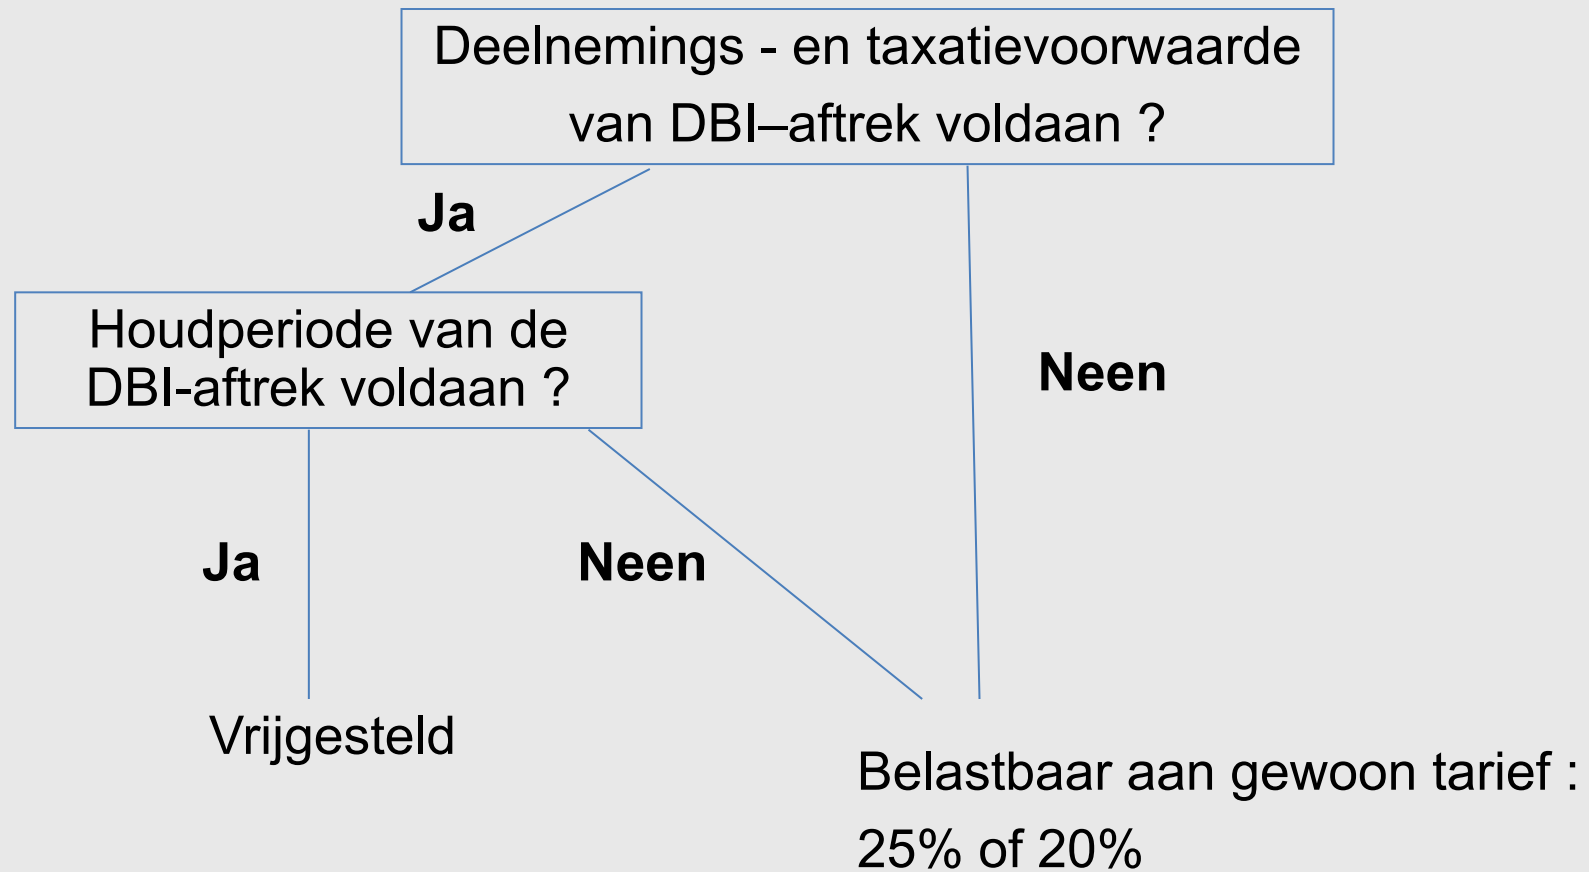 Deelnemings - en taxatievoorwaarde
van DBI–aftrek voldaan ?
Ja
Houdperiode van de
DBI-aftrek voldaan ?
Neen
Ja
Neen
Vrijgesteld
Belastbaar aan gewoon tarief :
25% of 20%